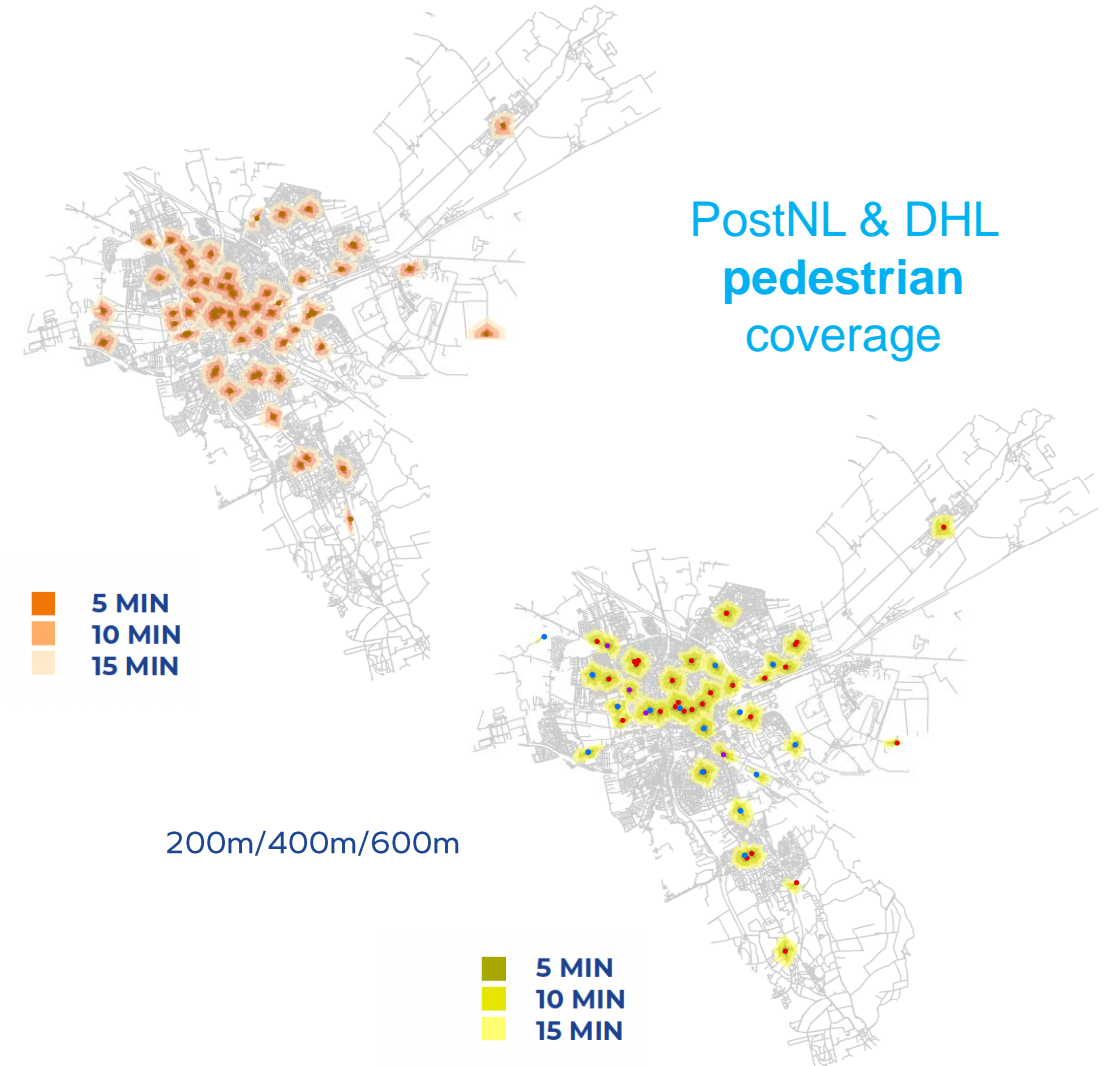 PostNL & DHL
pedestrian
coverage
5 MIN
10 MIN
15 MIN
200m/400m/600m
5 MIN
10 MIN
15 MIN